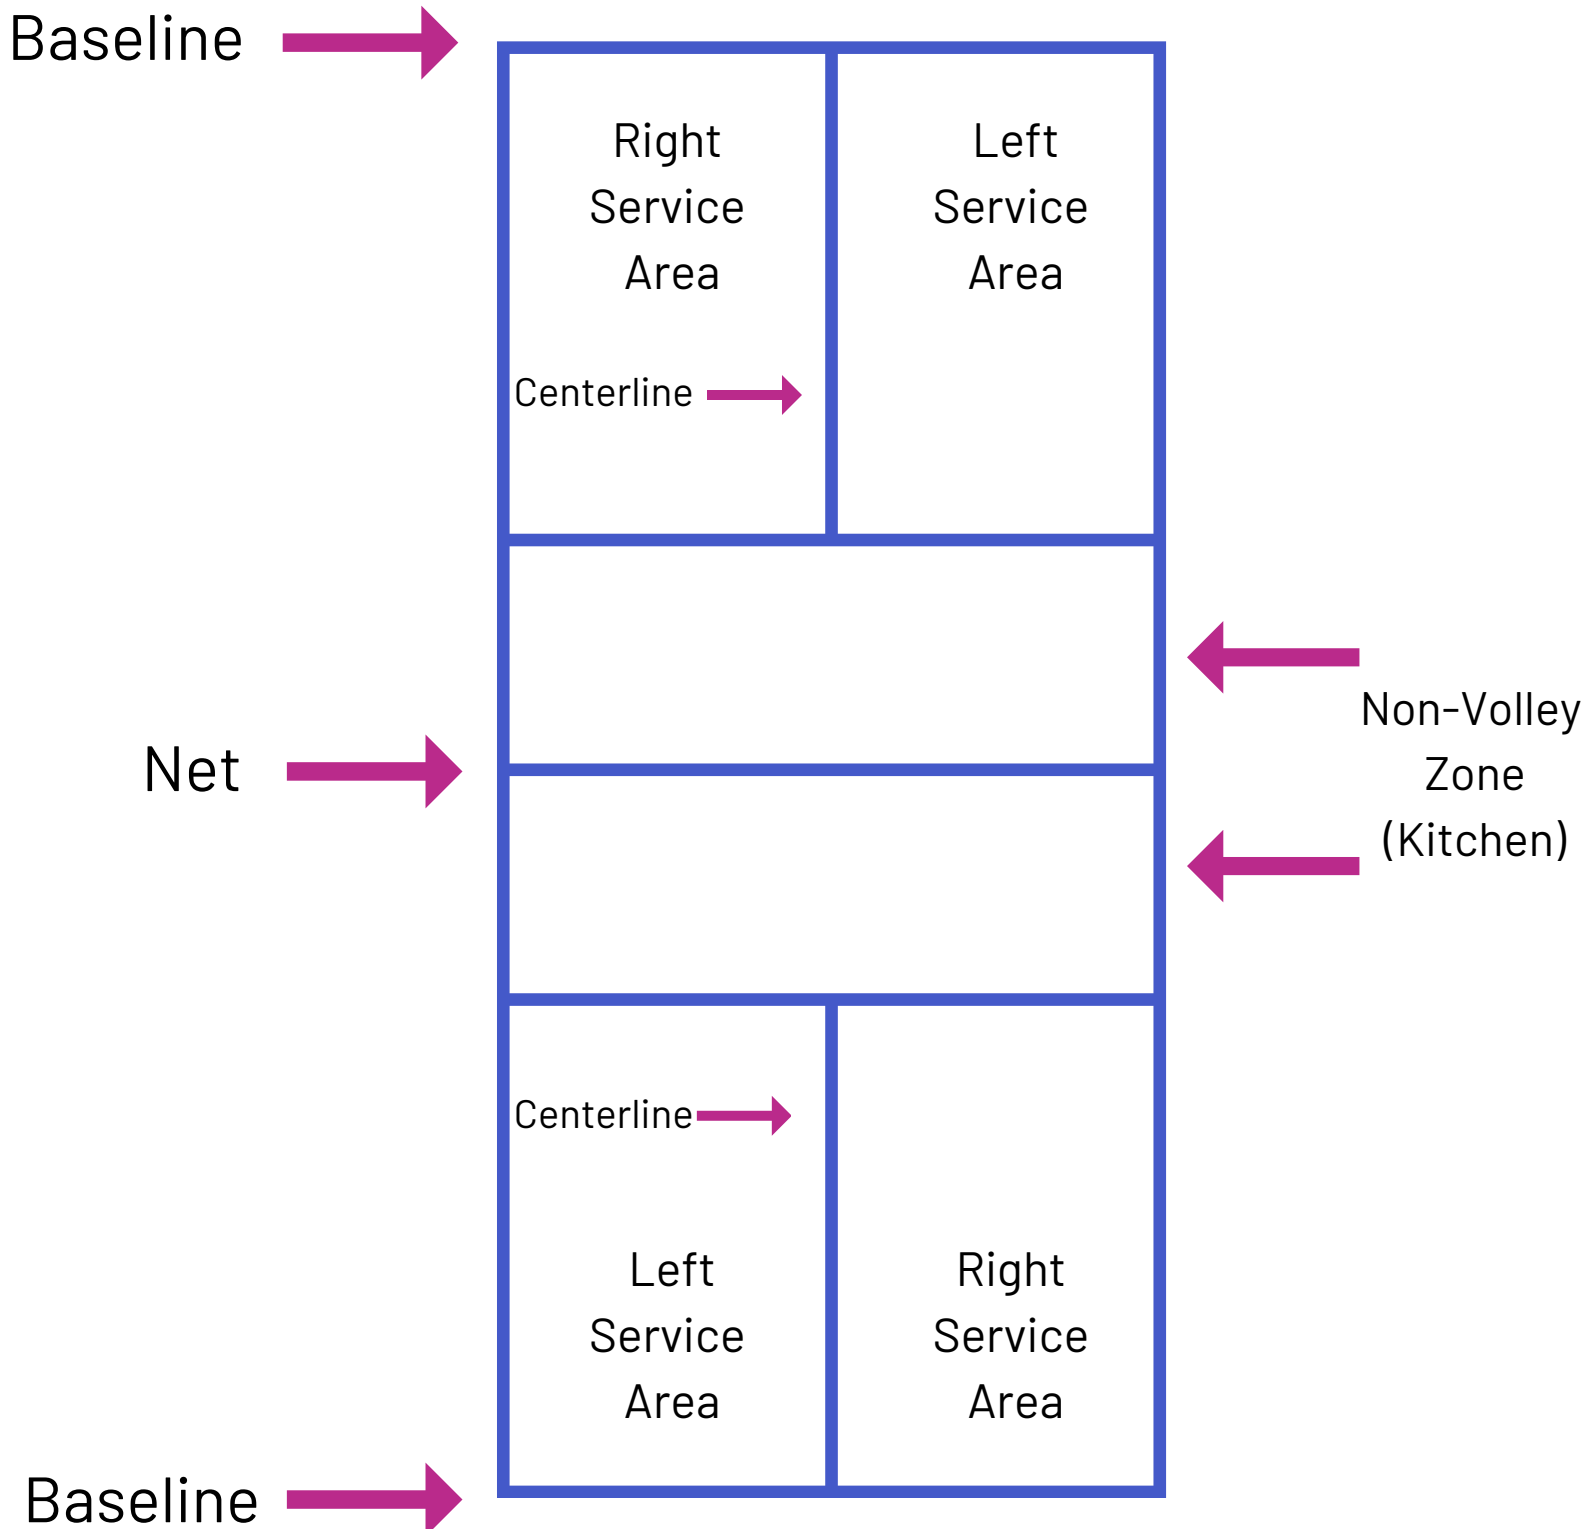 Baseline
Right
Service
Area
Left
Service
Area
Centerline
Net
Non-Volley
Zone
(Kitchen)
Centerline
Left
Service
Area
Right
Service
Area
Baseline